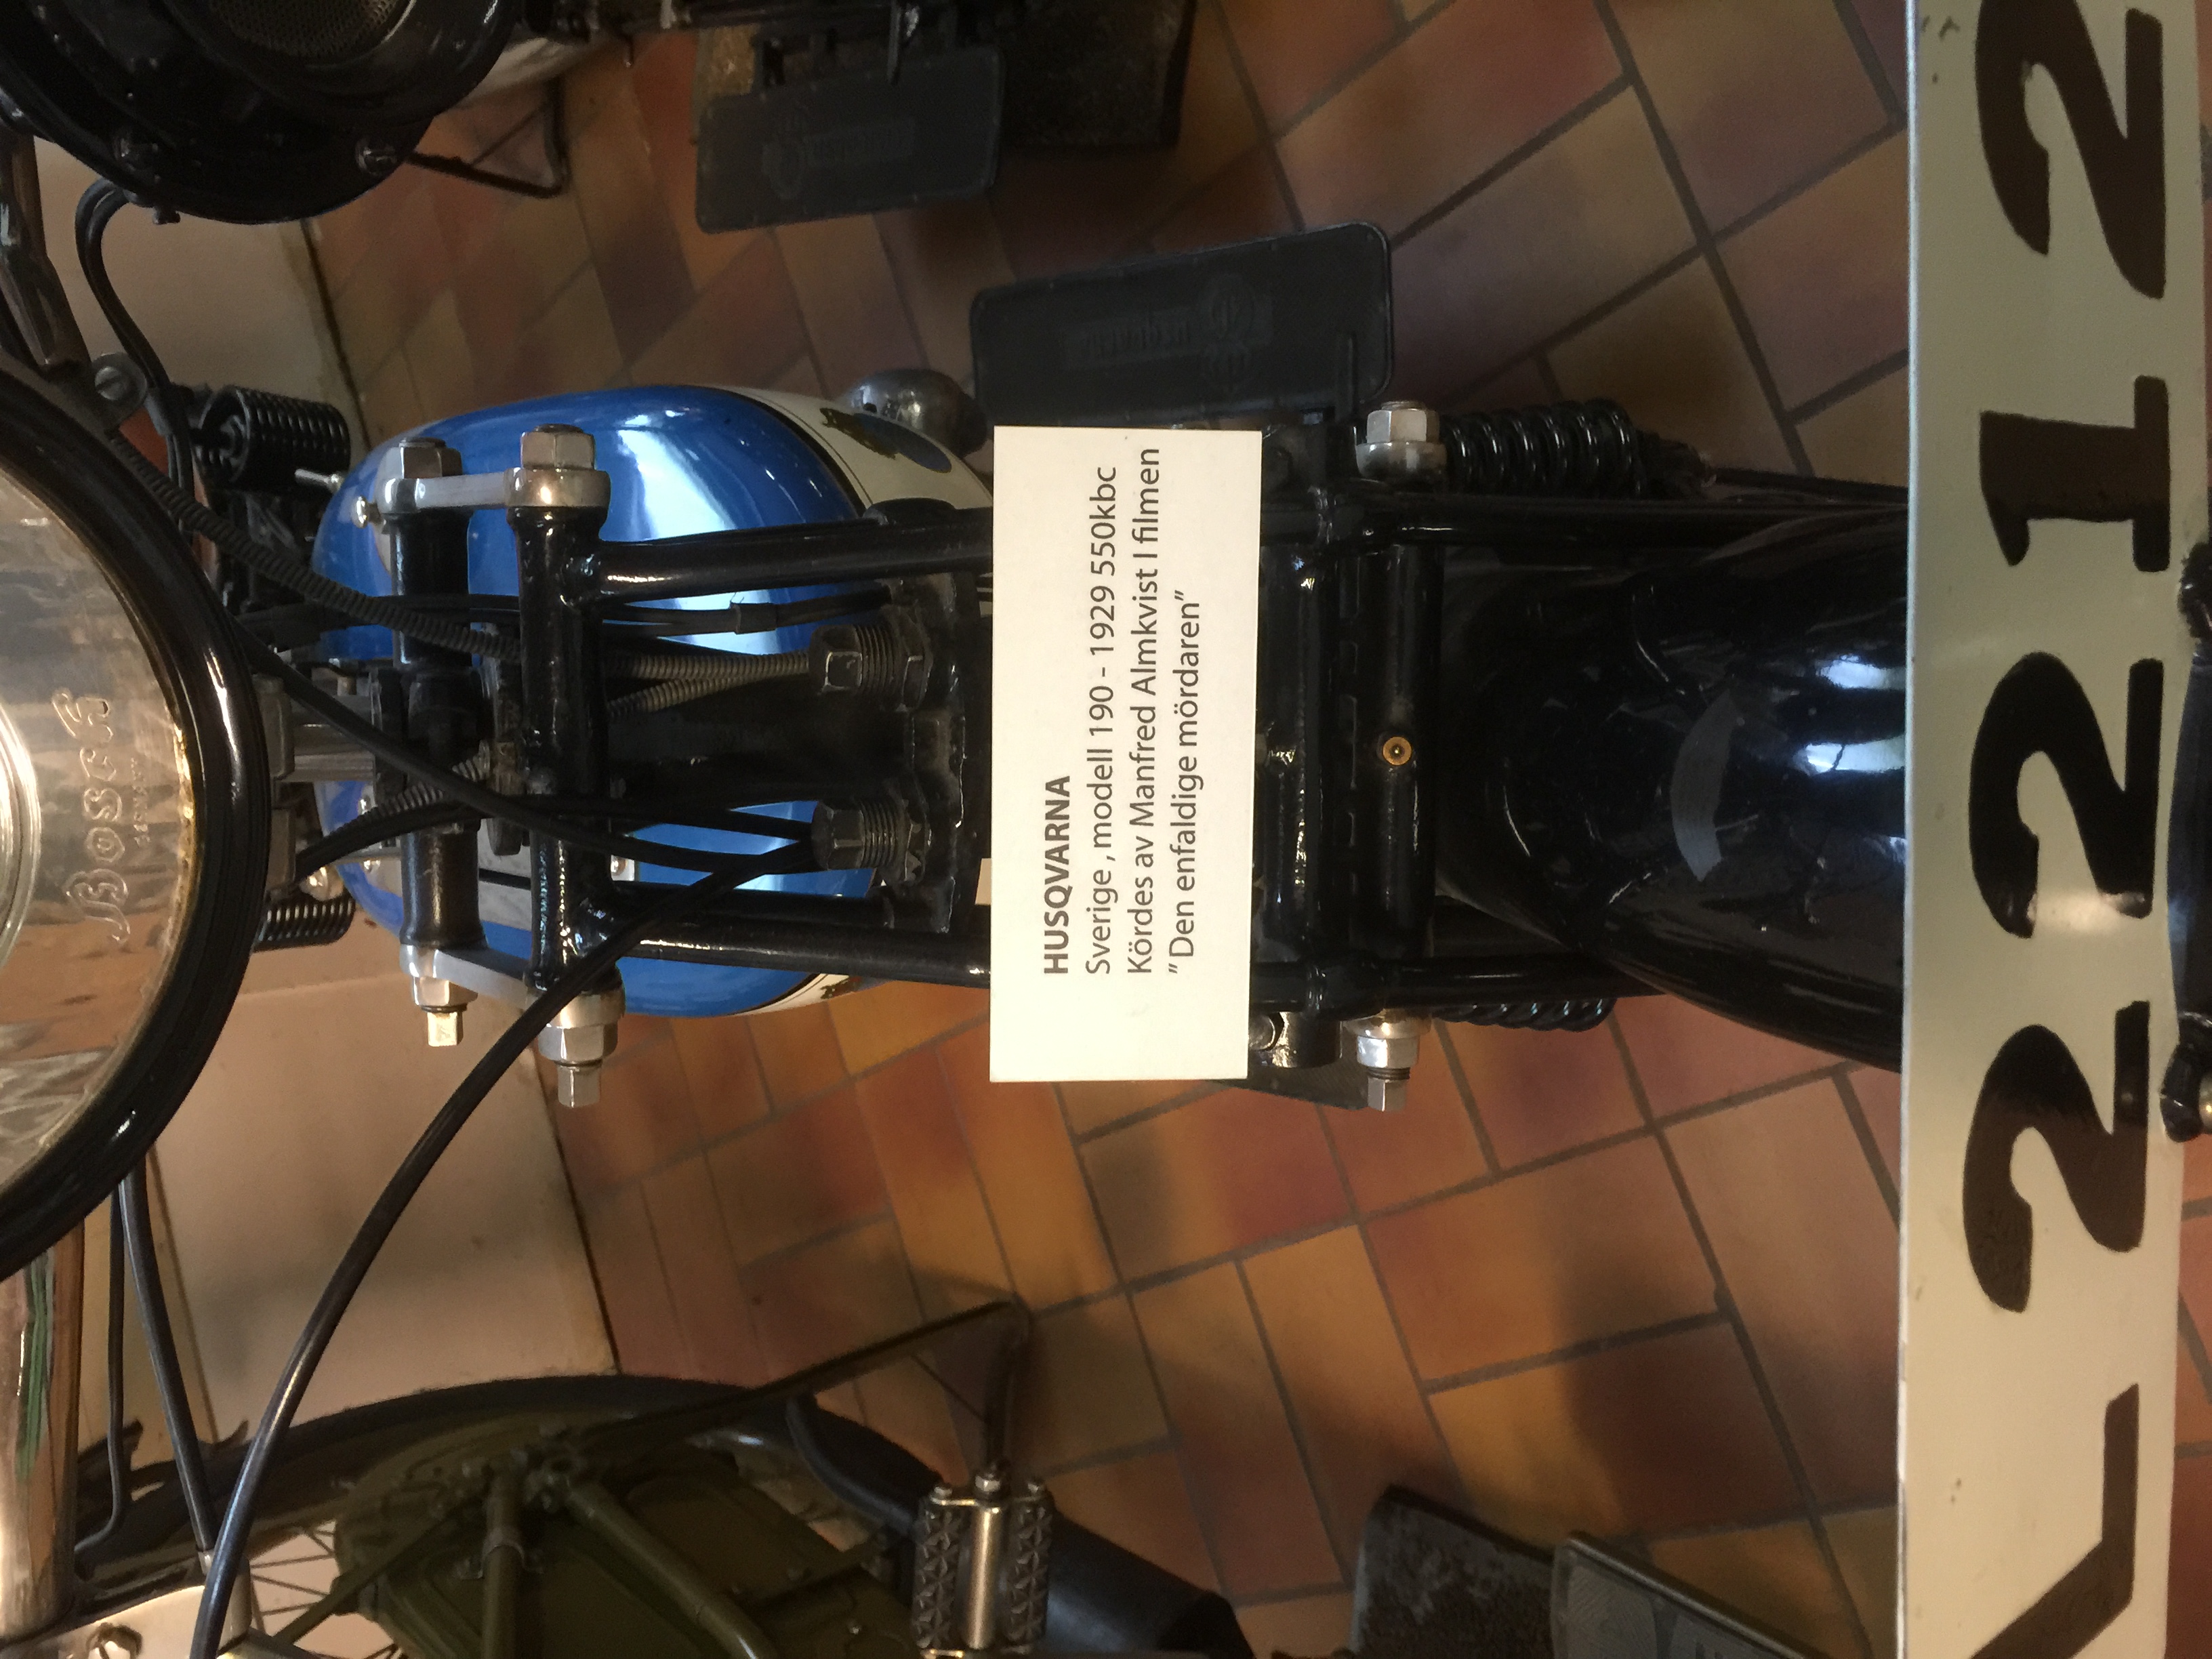 HUSQVARNA
Sverige , modell 190 - 1929 550kbc
Kördes av Manfred Almkvist I filmen
”Den enfaldige mördaren”
BOSCH
2212